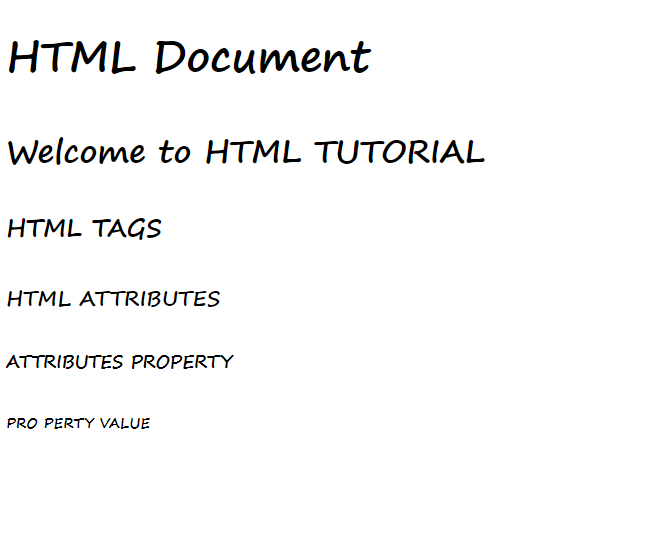 HTML Document
Welcome to HTML TUTORIAL
HTML TAGS
HTML ATTRIBUTES
ATTRIBUTES PROPERTY
PRO PERTY VALUE